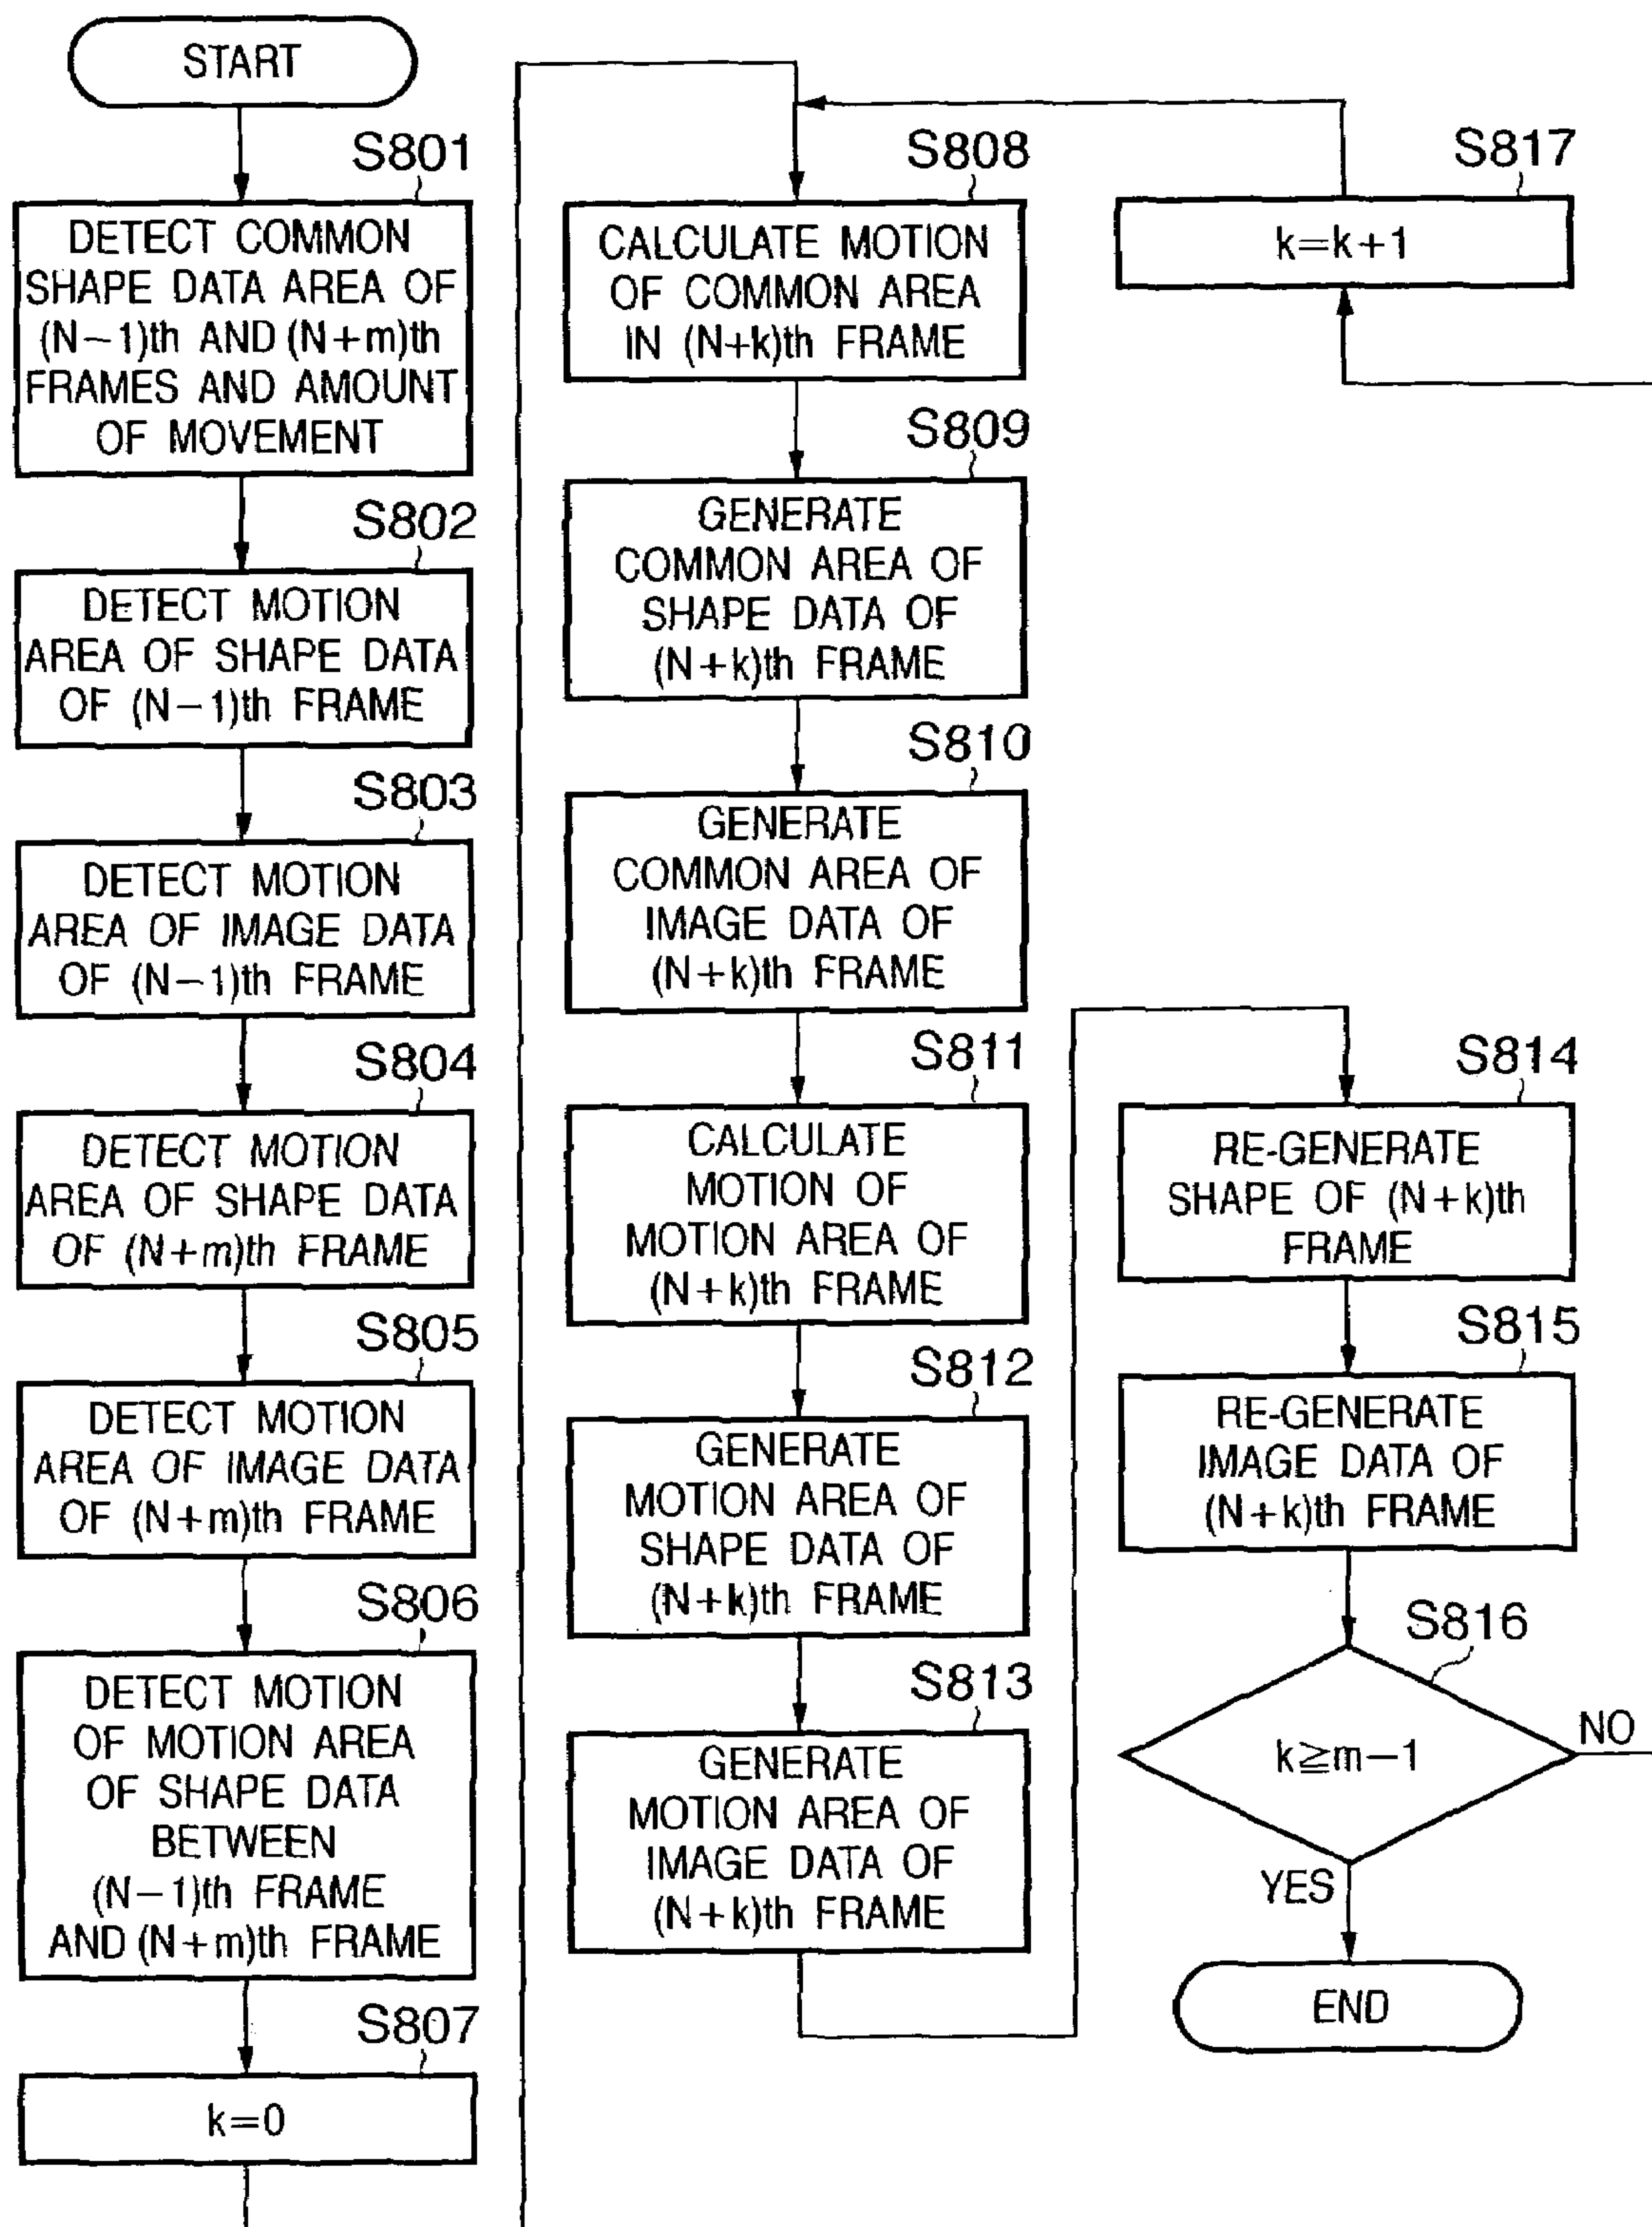 START
S801
DETECT COMMON
SHAPE DATA AREA OF
(N−1)th AND (N+m)th
FRAMES AND AMOUNT
OF MOVEMENT
S802
DETECT MOTION
AREA OF SHAPE DATA
OF (N−1)th FRAME
S803
DETECT MOTION
AREA OF IMAGE DATA
OF (N−1)th FRAME
S804
DETECT MOTION
AREA OF SHAPE DATA
OF (N+m)th FRAME
S805
DETECT MOTION
AREA OF IMAGE DATA
OF (N+m)th FRAME
S806
DETECT MOTION
OF MOTION AREA
OF SHAPE DATA
BETWEEN
(N−1)th FRAME
AND (N+m)th FRAME
S807
k=0
S808
CALCULATE MOTION
OF COMMON AREA
IN (N+k)th FRAME
S809
GENERATE
COMMON AREA OF
SHAPE DATA OF
(N+k)th FRAME
S810
GENERATE
COMMON AREA OF
IMAGE DATA OF
(N+k)th FRAME
S811
CALCULATE
MOTION OF
MOTION AREA OF
(N+k)th FRAME
S812
GENERATE
MOTION AREA OF
SHAPE DATA OF
(N+k)th FRAME
S813
GENERATE
MOTION AREA OF
IMAGE DATA OF
(N+k)th FRAME
S814
RE-GENERATE
SHAPE OF (N+k)th
FRAME
S815
RE-GENERATE
IMAGE DATA OF
(N+k)th FRAME
S816
k≧m−1
NO
YES
END
S817
k=k+1